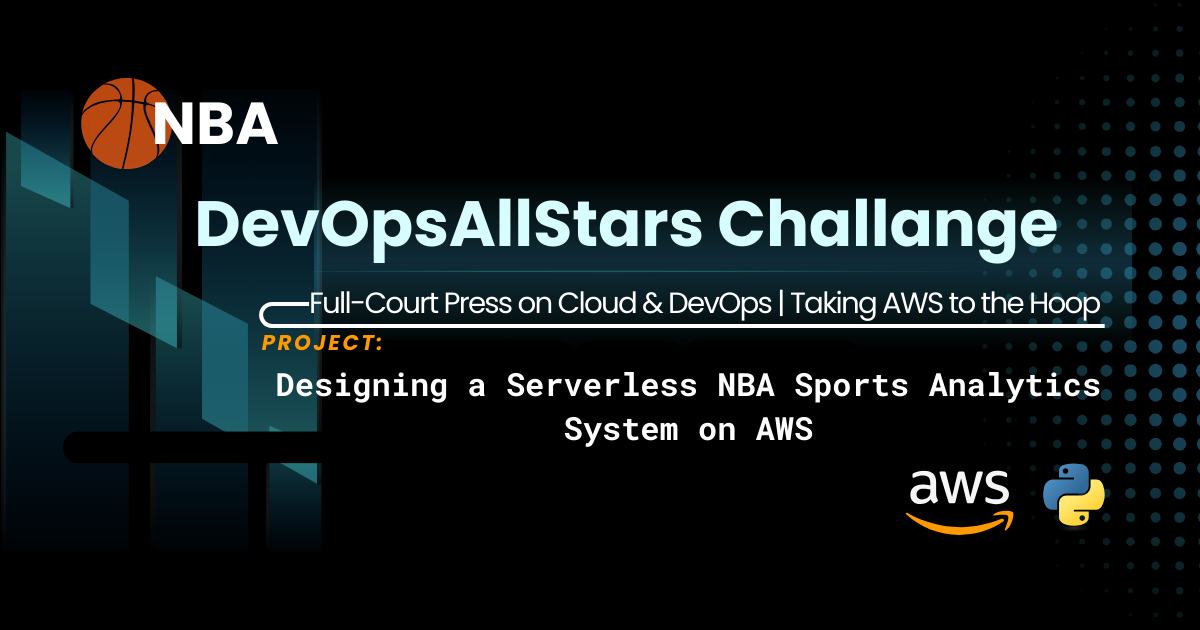 NBA
DevOpsAllStars Challange
Full-Court Press on Cloud & DevOps | Taking AWS to the Hoop
PROJECT:
Designing a Serverless NBA Sports Analytics
System on AWS
aws